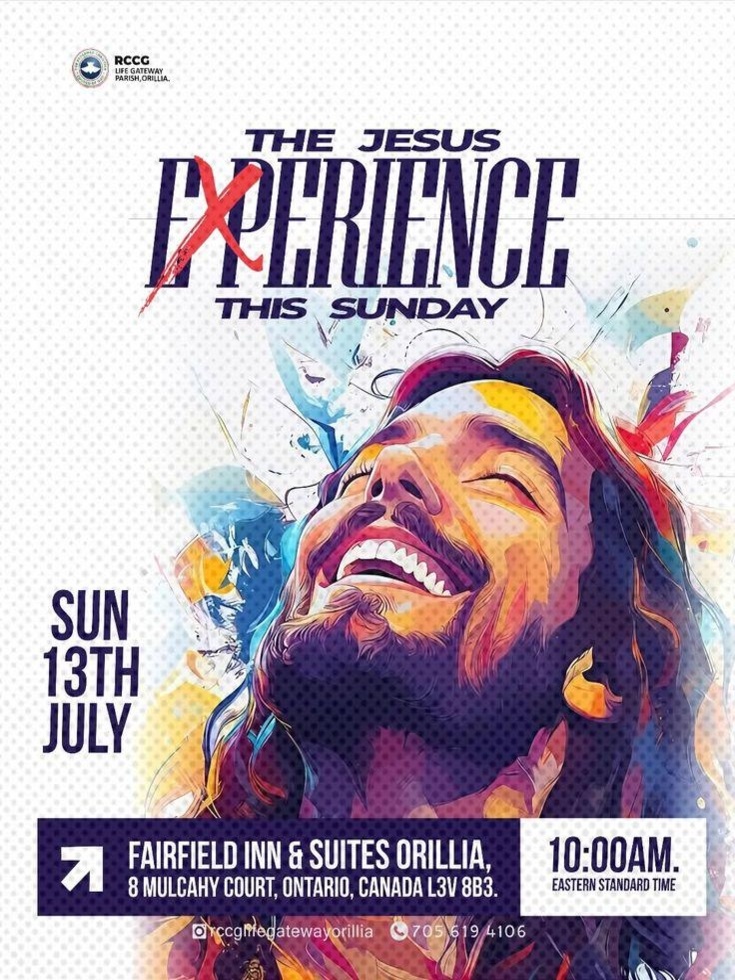 RCCG
LIFE GATEWAY
PARISH,ORILLIA.
THE JESUS
EXPERIENCE
THIS SUNDAY
SUN
13TH
JULY
FAIRFIELD INN & SUITES ORILLIA,
8 MULCAHY COURT, ONTARIO, CANADA L3V 8B3.
10:00AM.
EASTERN STANDARD TIME
rccglifegatewayorillia 705 619 4106